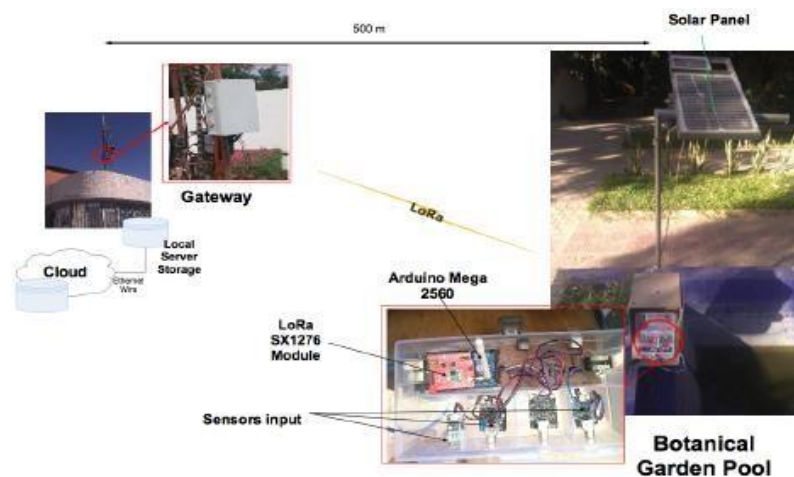 500 m
Solar Panel
Gateway
LoRa
Local
Server
Storage
Cloud
Ethernet
Wire
Arduino Mega
2560
LoRa
SX1276
Module
Sensors input
Botanical
Garden Pool